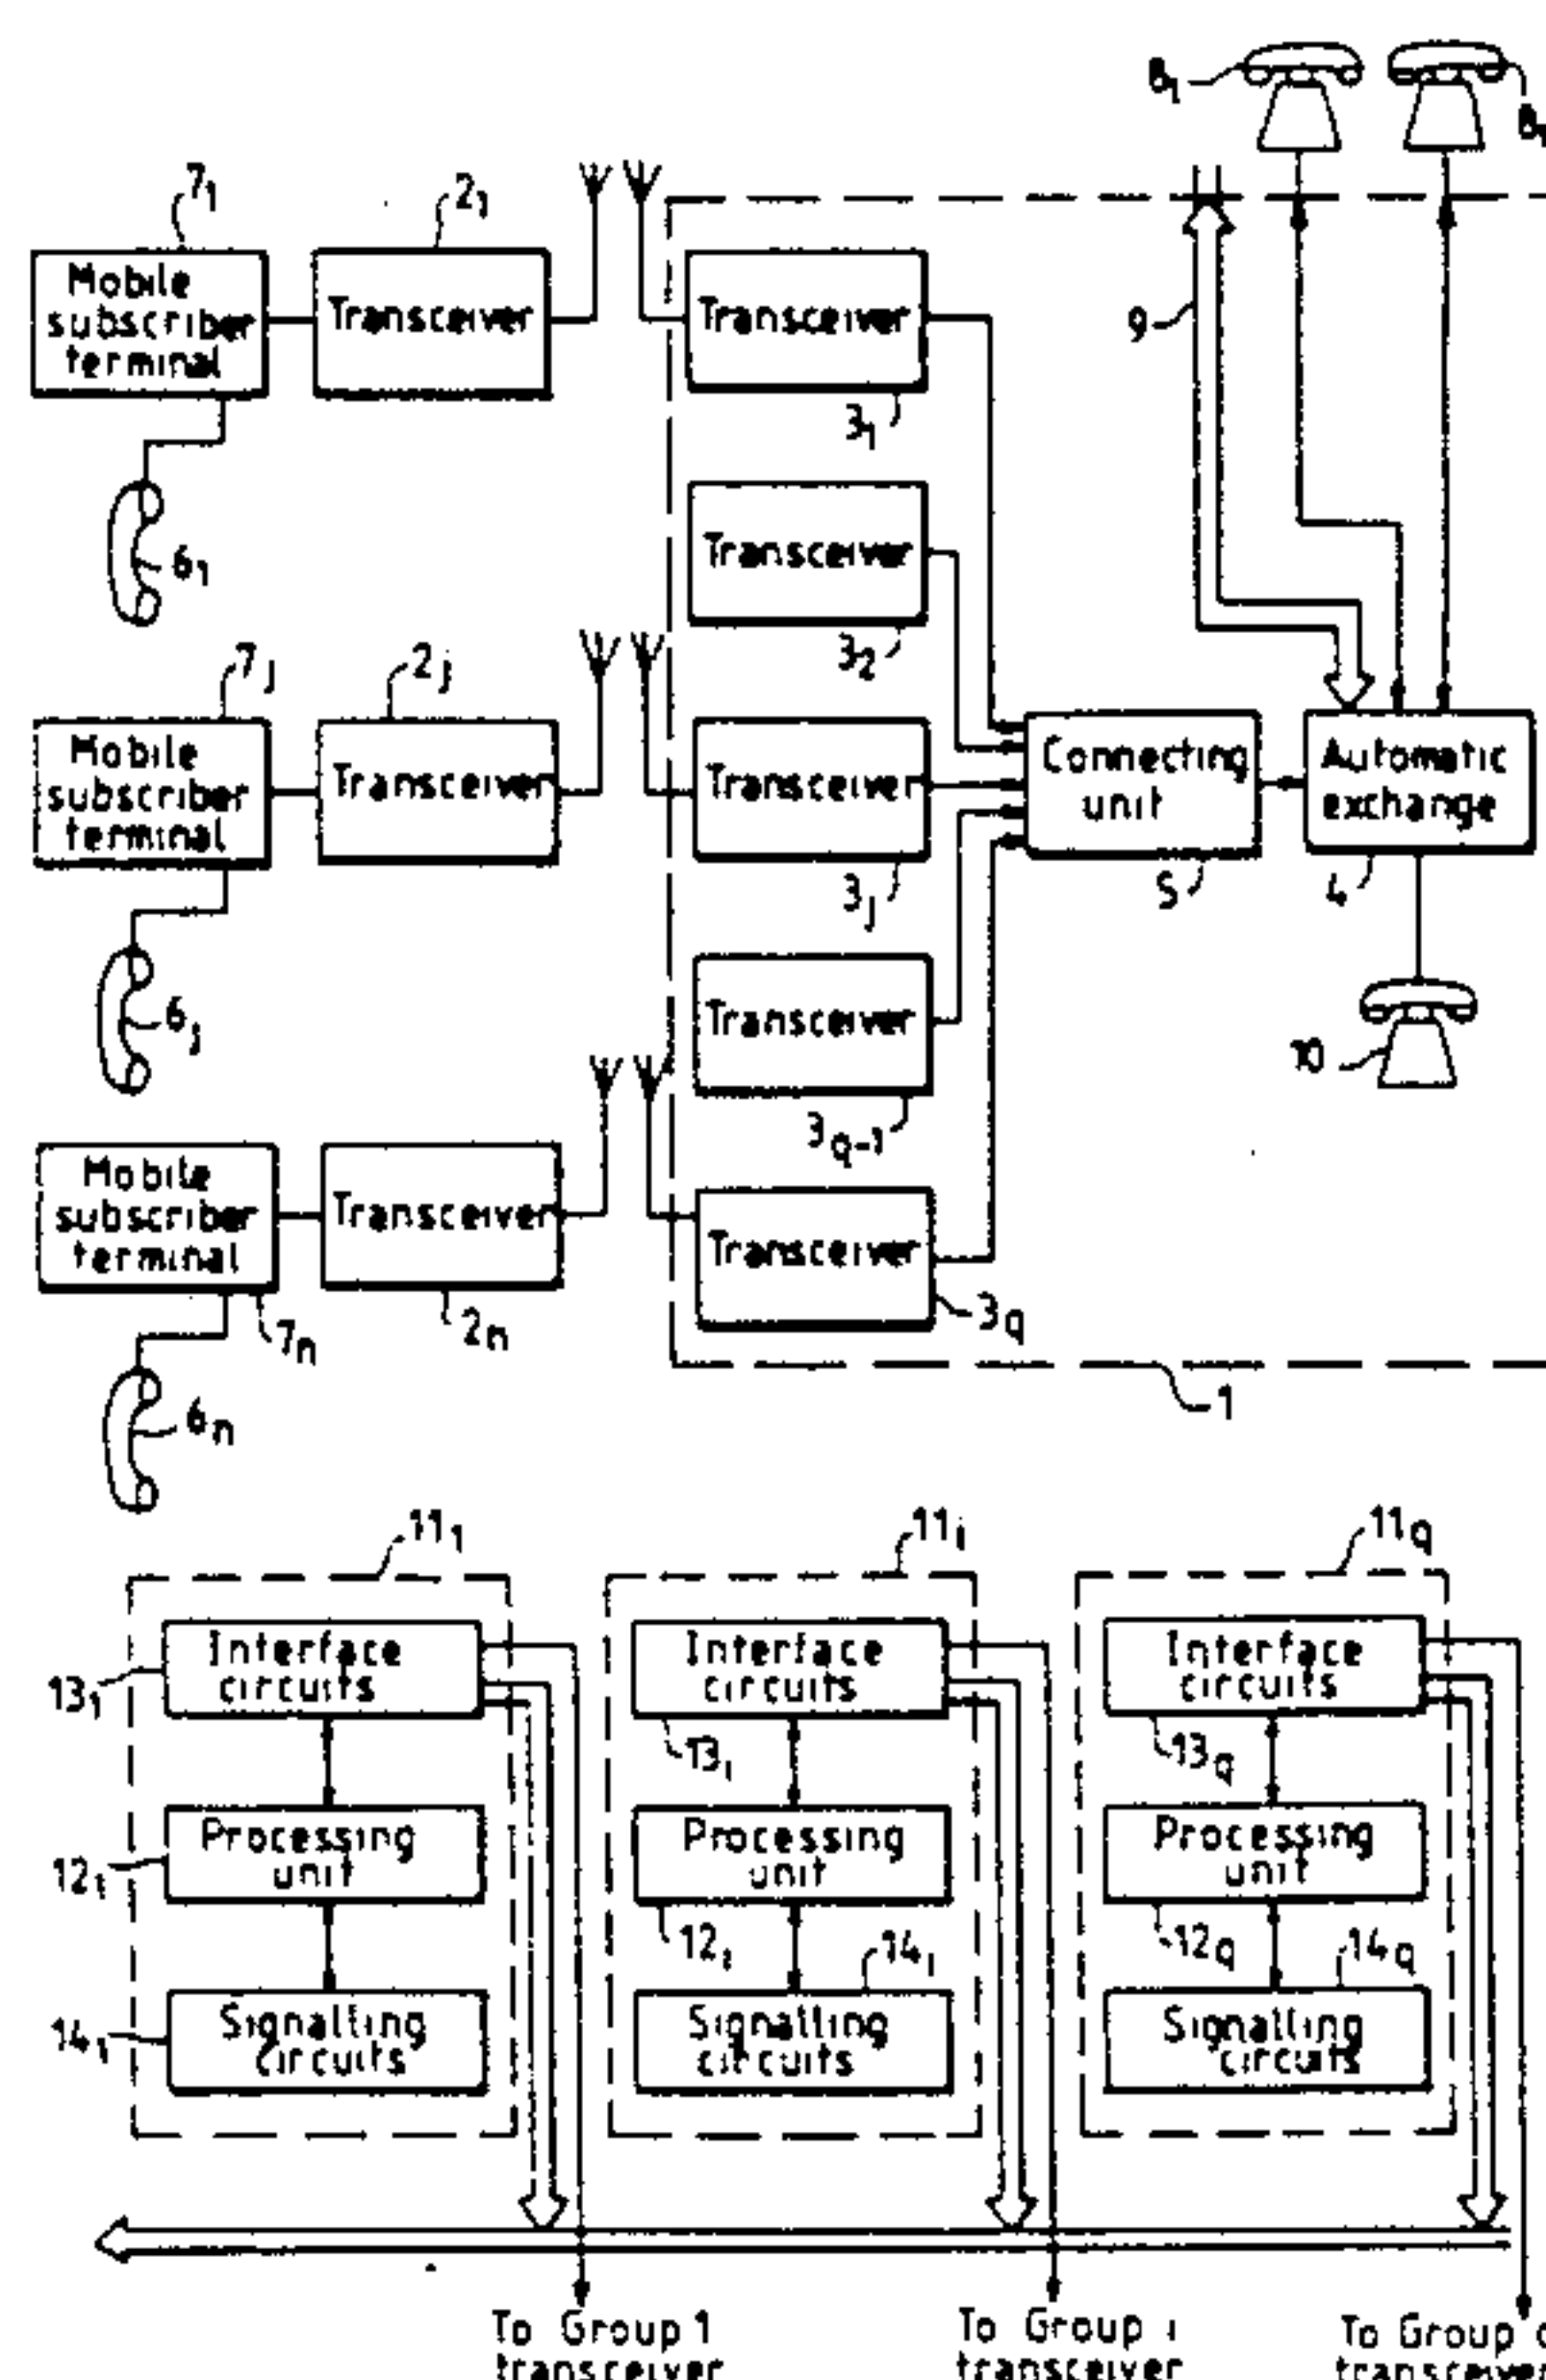 8₁
7₁
2₁
Mobile
subscriber
terminal
Transceiver
Transceiver
9
3₁
6₁
Transceiver
3₂
7j
2j
Mobile
subscriber
terminal
Transceiver
Transceiver
Connecting
unit
Automatic
exchange
3j
5
4
6j
Transceiver
10
3q-1
Mobile
subscriber
terminal
Transceiver
Transceiver
7n
2n
3q
1
6n
11₁
11i
11q
Interface
circuits
Interface
circuits
Interface
circuits
13₁
13i
13q
Processing
unit
Processing
unit
Processing
unit
12₁
12i
12q
14i
14q
Signalling
circuits
Signalling
circuits
Signalling
circuits
14₁
To Group 1
transceiver
To Group i
transceiver
To Group
transceiver